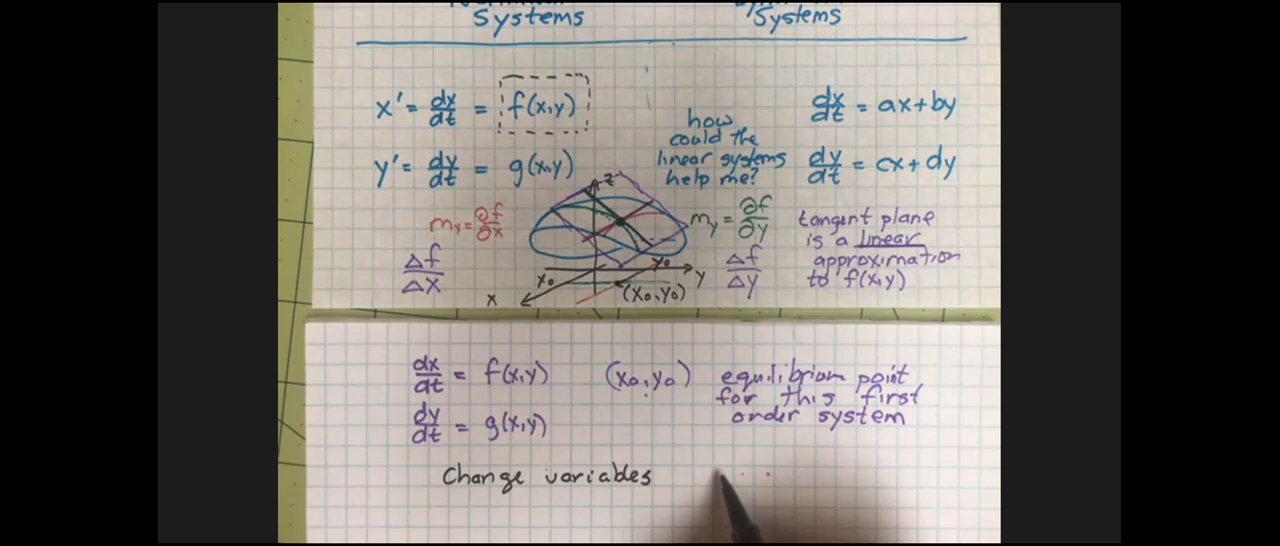 Systems Systems
x' = dx/dt = f(x,y) dx/dt = ax+by
how
could the
linear systems
help me?
y' = dy/dt = g(x,y) dy/dt = cx+dy
z
m_x = ∂f/∂x m_y = ∂f/∂y
tangent plane
is a linear
approximation
to f(x,y)
Δf/Δx Δf/Δy
x₀ y₀ y
x (x₀,y₀)
dx/dt = f(x,y) (x₀,y₀) equilibrium point
for this first
order system
dy/dt = g(x,y)
Change variables